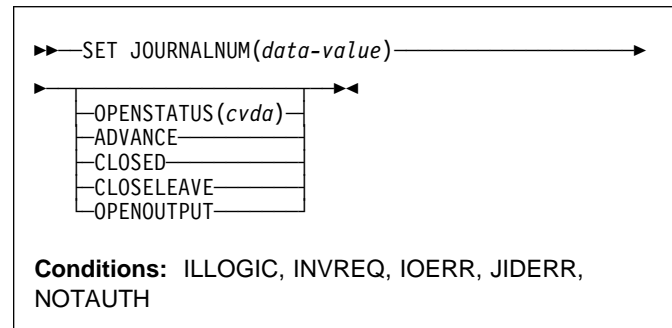 SET JOURNALNUM(data-value)
OPENSTATUS(cvda)
ADVANCE
CLOSED
CLOSELEAVE
OPENOUTPUT
Conditions: ILLOGIC, INVREQ, IOERR, JIDERR,
NOTAUTH